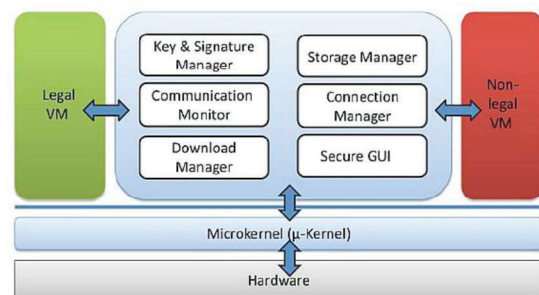 Legal
VM
Key & Signature
Manager
Communication
Monitor
Download
Manager
Storage Manager
Connection
Manager
Secure GUI
Non-
legal
VM
Microkernel (µ-Kernel)
Hardware